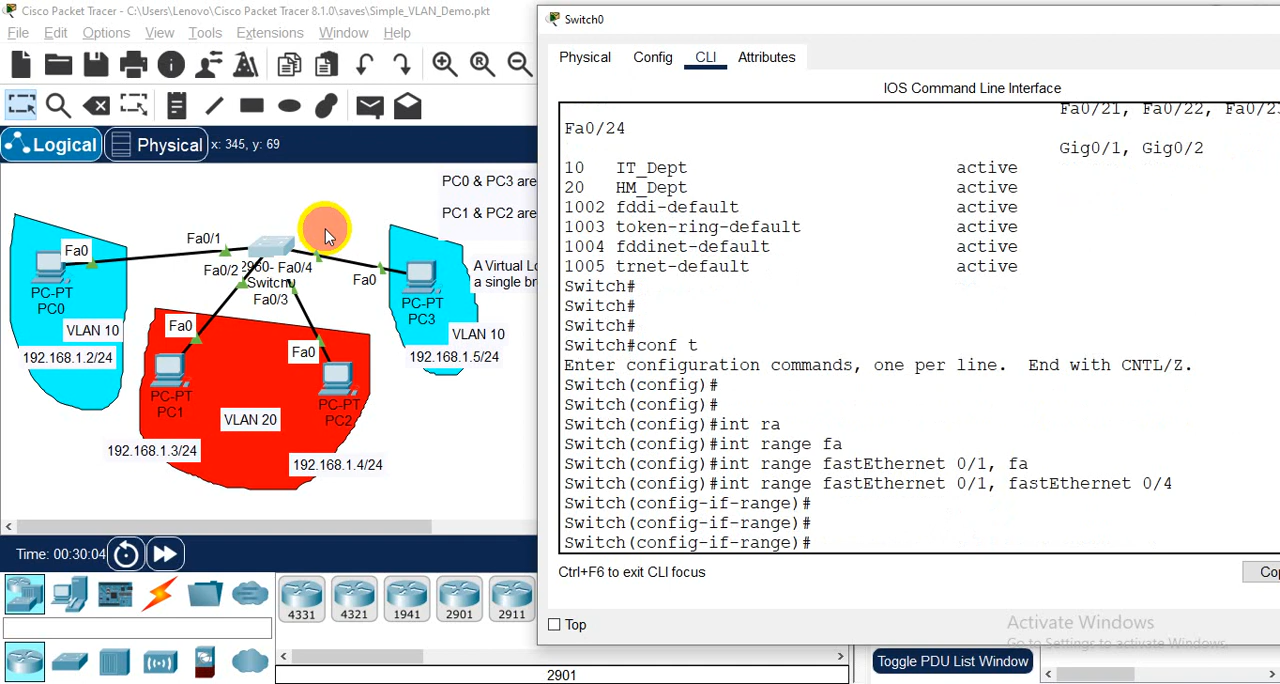 Cisco Packet Tracer - C:\Users\Lenovo\Cisco Packet Tracer 8.1.0\saves\Simple_VLAN_Demo.pkt
File Edit Options View Tools Extensions Window Help
Logical Physical x: 345, y: 69
PC0 & PC3 are
PC1 & PC2 are
Fa0/1
Fa0
Fa0/2 2960- Fa0/4
A Virtual Lo
Fa0
a single br
Fa0/3
PC-PT
PC0
PC-PT
PC3
VLAN 10
Fa0
VLAN 10
192.168.1.2/24
Fa0
192.168.1.5/24
PC-PT
PC1
PC-PT
PC2
VLAN 20
192.168.1.3/24
192.168.1.4/24
Time: 00:30:04
4331 4321 1941 2901 2911
2901
Switch0
Physical Config CLI Attributes
IOS Command Line Interface
Fa0/21, Fa0/22, Fa0/23
Fa0/24
Gig0/1, Gig0/2
10 IT_Dept active
20 HM_Dept active
1002 fddi-default active
1003 token-ring-default active
1004 fddinet-default active
1005 trnet-default active
Switch#
Switch#
Switch#
Switch#conf t
Enter configuration commands, one per line. End with CNTL/Z.
Switch(config)#
Switch(config)#
Switch(config)#int ra
Switch(config)#int range fa
Switch(config)#int range fastEthernet 0/1, fa
Switch(config)#int range fastEthernet 0/1, fastEthernet 0/4
Switch(config-if-range)#
Switch(config-if-range)#
Switch(config-if-range)#
Ctrl+F6 to exit CLI focus
Cop
Top
Activate Windows
Go to Settings to activate Windows.
Toggle PDU List Window